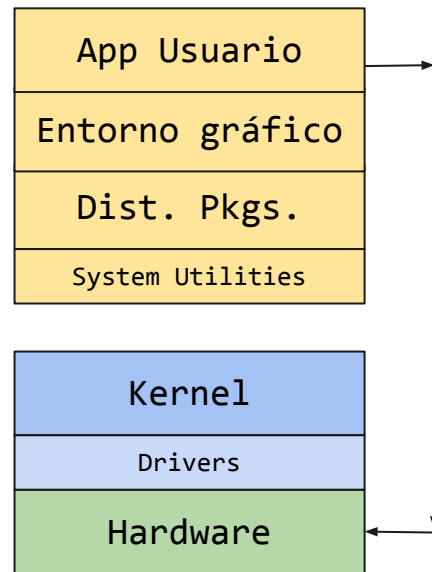 App Usuario
Entorno gráfico
Dist. Pkgs.
System Utilities
Kernel
Drivers
Hardware